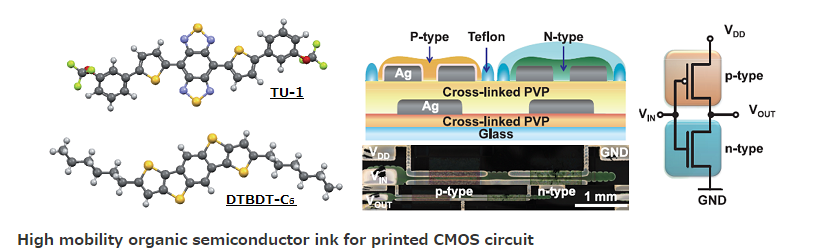 TU-1
DTBDT-C₆
P-type Teflon N-type
Ag
Cross-linked PVP
Ag
Cross-linked PVP
Glass
VDD GND
VIN
p-type n-type
VOUT
1 mm
VDD
p-type
VIN VOUT
n-type
GND
High mobility organic semiconductor ink for printed CMOS circuit